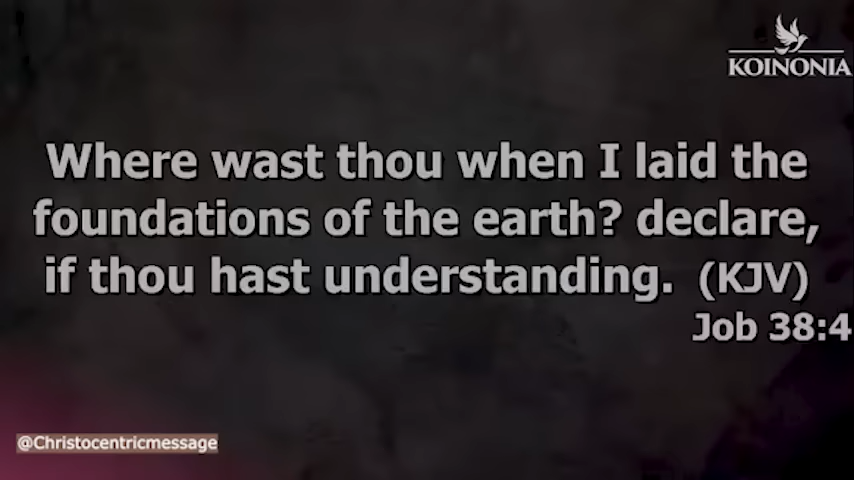 KOINONIA
Where wast thou when I laid the
foundations of the earth? declare,
if thou hast understanding. (KJV)
Job 38:4
@Christocentricmessage